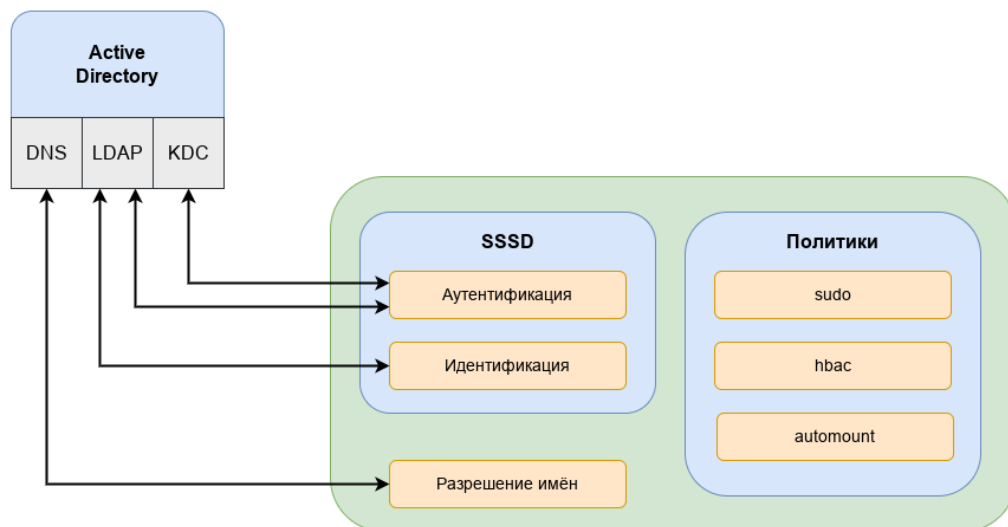 Active
Directory
DNS
LDAP
KDC
SSSD
Аутентификация
Идентификация
Разрешение имён
Политики
sudo
hbac
automount